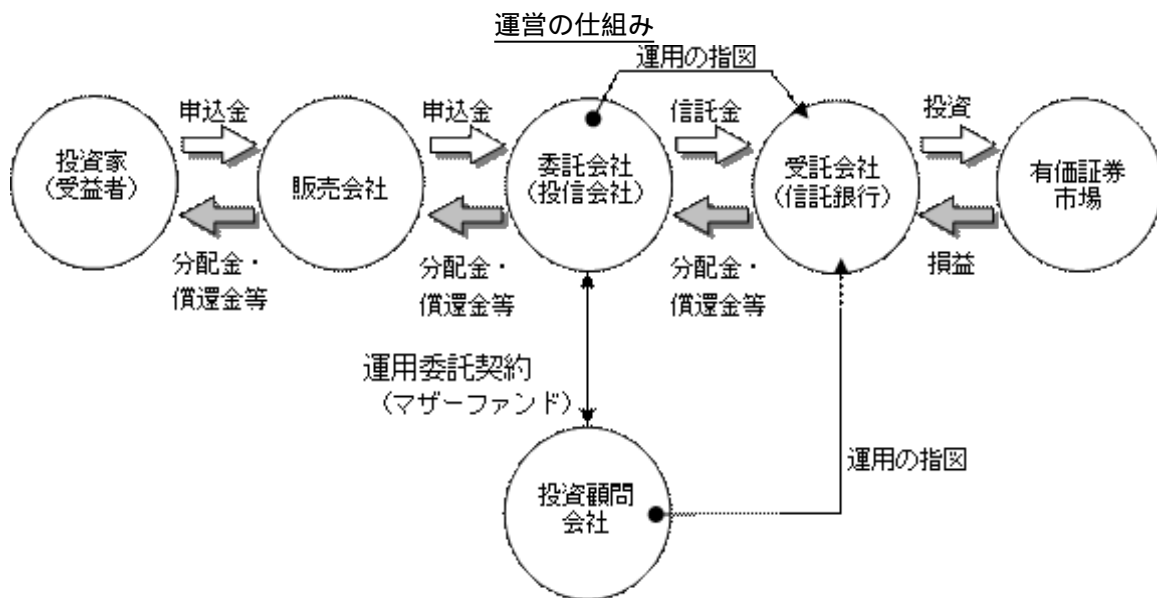 運営の仕組み
運用の指図
申込金
申込金
信託金
投資
投資家
(受益者)
販売会社
委託会社
(投信会社)
受託会社
(信託銀行)
有価証券
市場
分配金・
償還金等
分配金・
償還金等
分配金・
償還金等
損益
運用委託契約
(マザーファンド)
運用の指図
投資顧問
会社